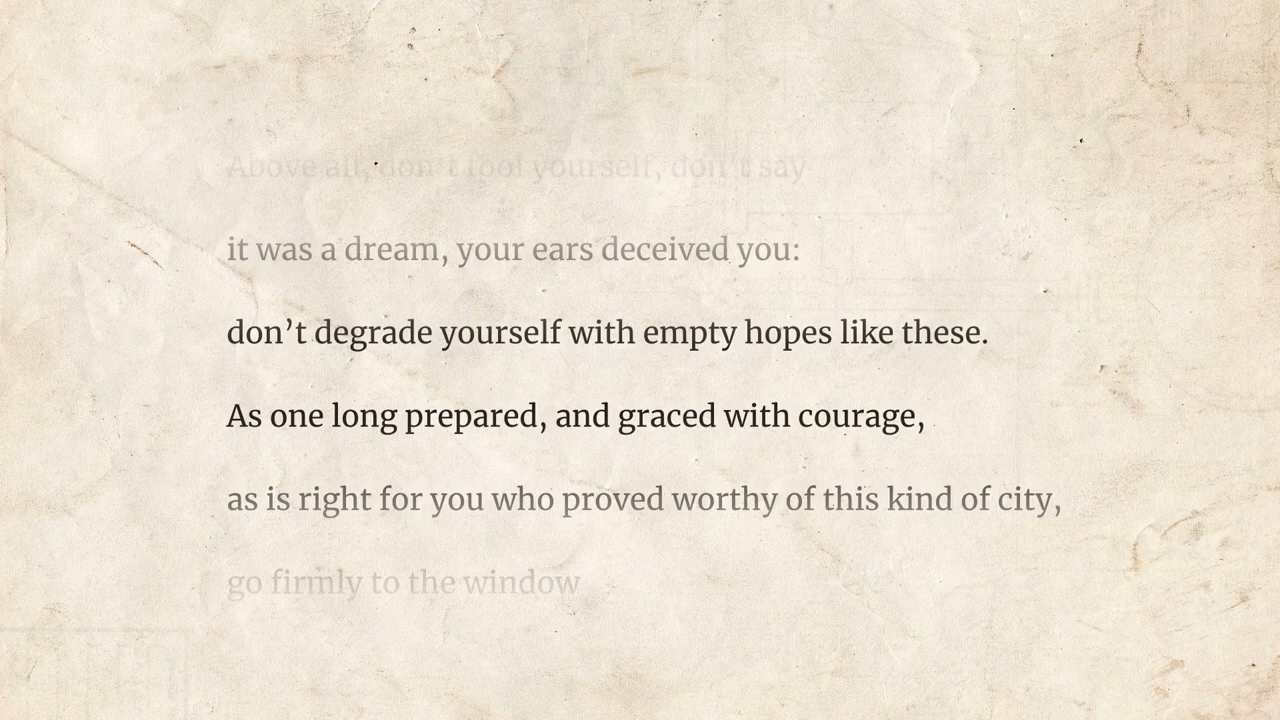 Above all, don’t fool yourself, don’t say
it was a dream, your ears deceived you:
don’t degrade yourself with empty hopes like these.
As one long prepared, and graced with courage,
as is right for you who proved worthy of this kind of city,
go firmly to the window